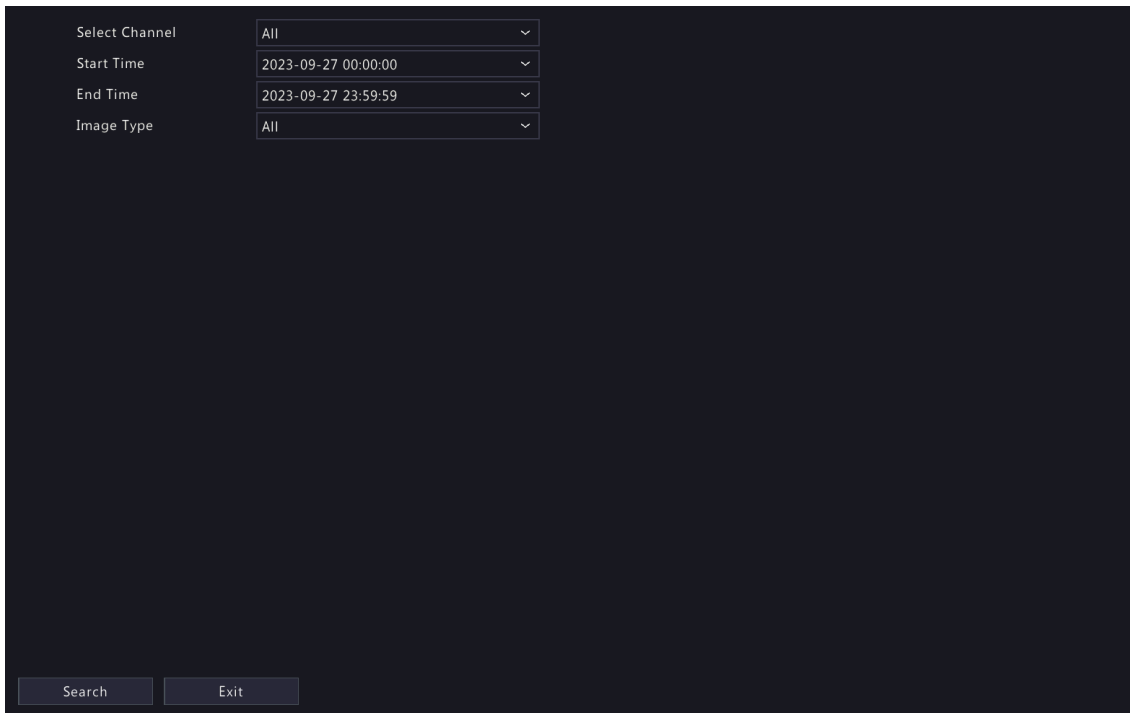 Select Channel All
Start Time 2023-09-27 00:00:00
End Time 2023-09-27 23:59:59
Image Type All
Search Exit